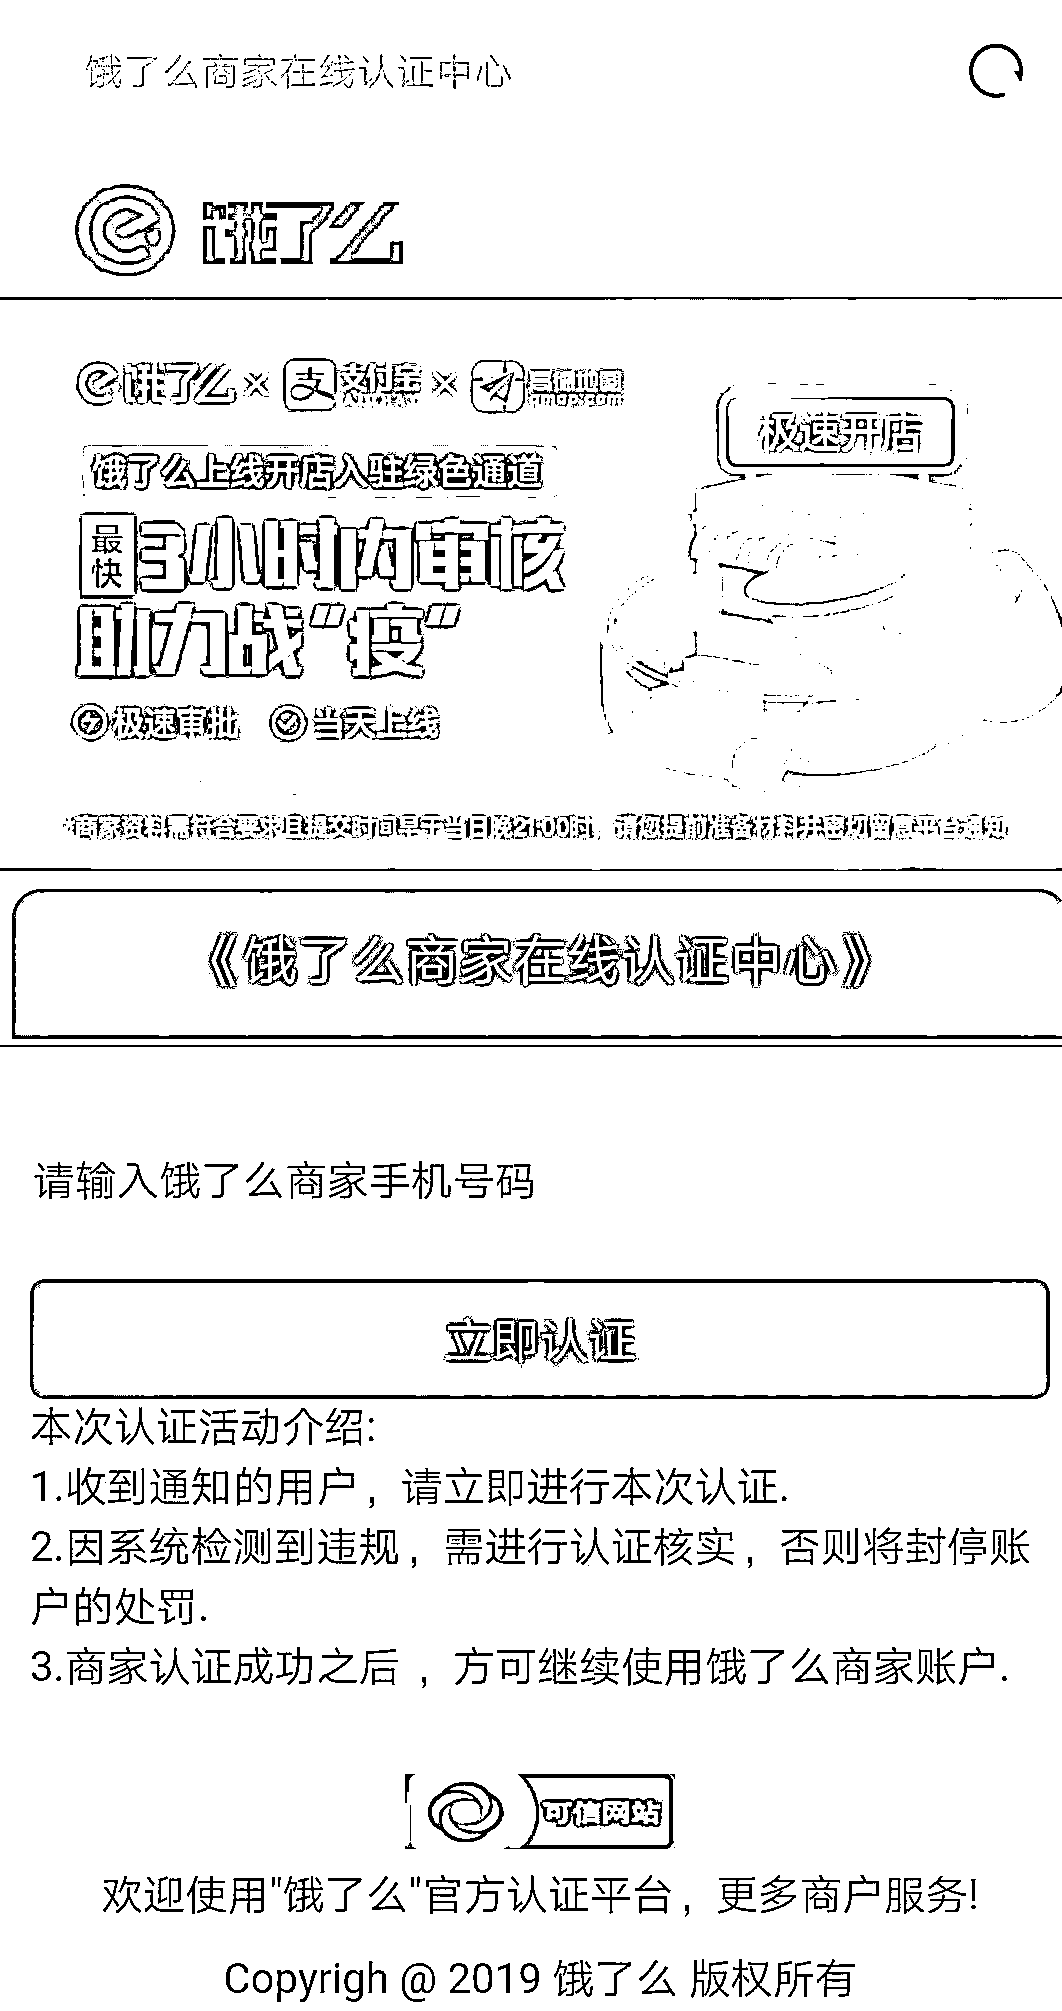 饿了么商家在线认证中心
饿了么
饿了么 × 支付宝 × 高德地图
极速开店
饿了么上线开店入驻绿色通道
最快
3小时内审核
助力战"疫"
极速审批 当天上线
商家资料需符合要求且提交时间早于当日晚21:00时，请您提前准备材料并密切留意平台通知
《饿了么商家在线认证中心》
请输入饿了么商家手机号码
立即认证
本次认证活动介绍:
1.收到通知的用户，请立即进行本次认证.
2.因系统检测到违规，需进行认证核实，否则将封停账
户的处罚.
3.商家认证成功之后 ，方可继续使用饿了么商家账户.
可信网站
欢迎使用"饿了么"官方认证平台，更多商户服务!
Copyrigh @ 2019 饿了么 版权所有